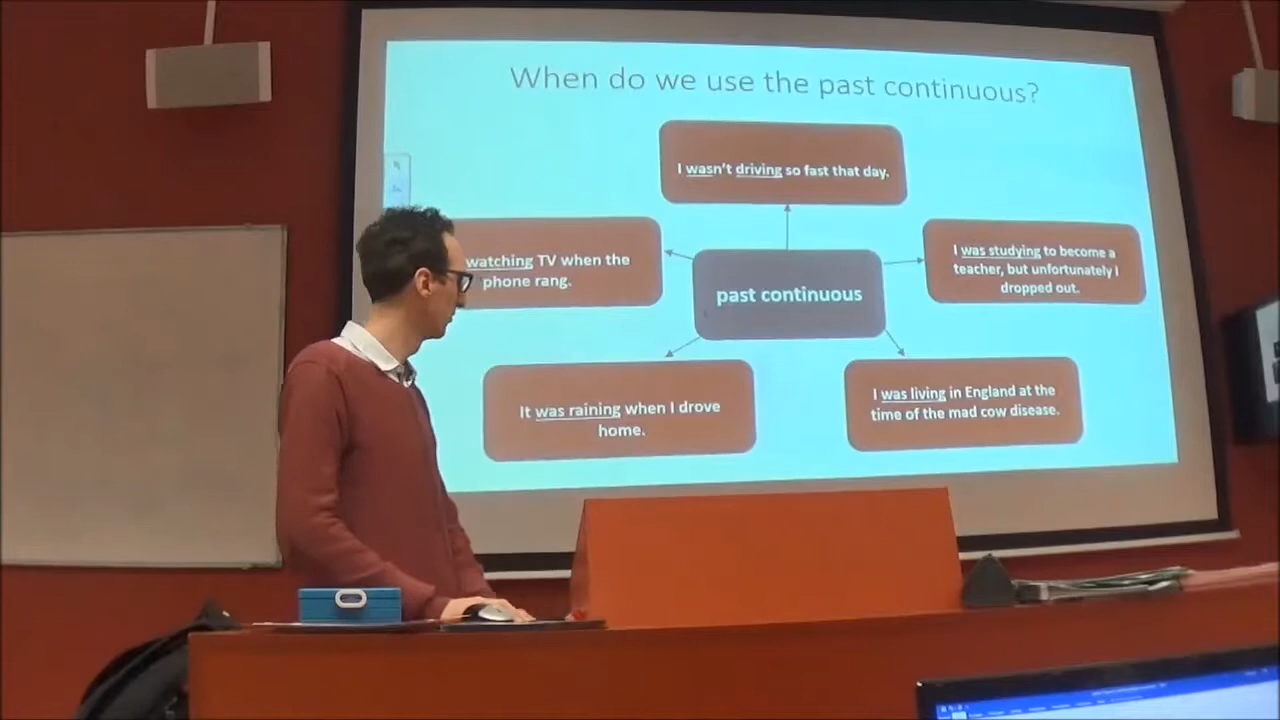 When do we use the past continuous?
I wasn't driving so fast that day.
watching TV when the
phone rang.
I was studying to become a
teacher, but unfortunately I
dropped out.
past continuous
It was raining when I drove
home.
I was living in England at the
time of the mad cow disease.